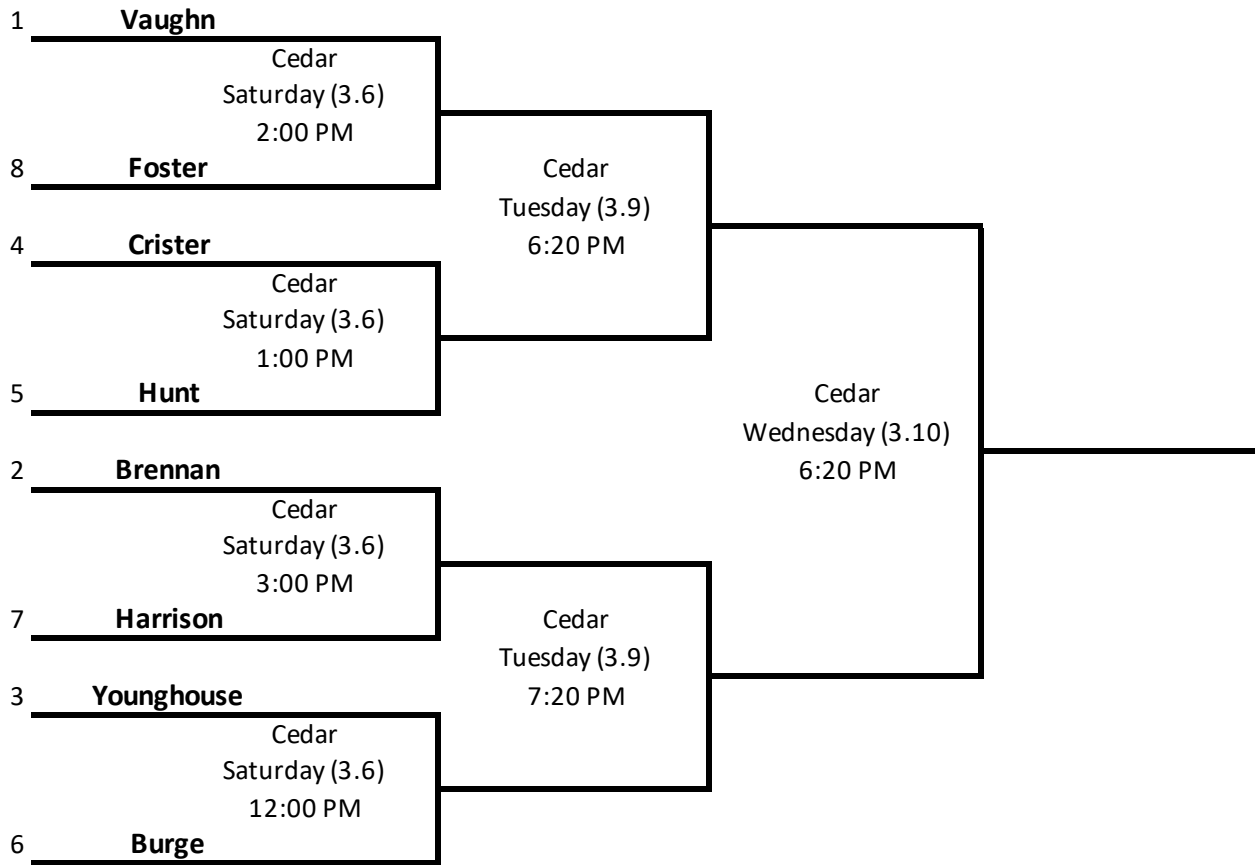 1 Vaughn
Cedar
Saturday (3.6)
2:00 PM
8 Foster
Cedar
Tuesday (3.9)
6:20 PM
4 Crister
Cedar
Saturday (3.6)
1:00 PM
5 Hunt
Cedar
Wednesday (3.10)
6:20 PM
2 Brennan
Cedar
Saturday (3.6)
3:00 PM
7 Harrison
Cedar
Tuesday (3.9)
7:20 PM
3 Younghouse
Cedar
Saturday (3.6)
12:00 PM
6 Burge